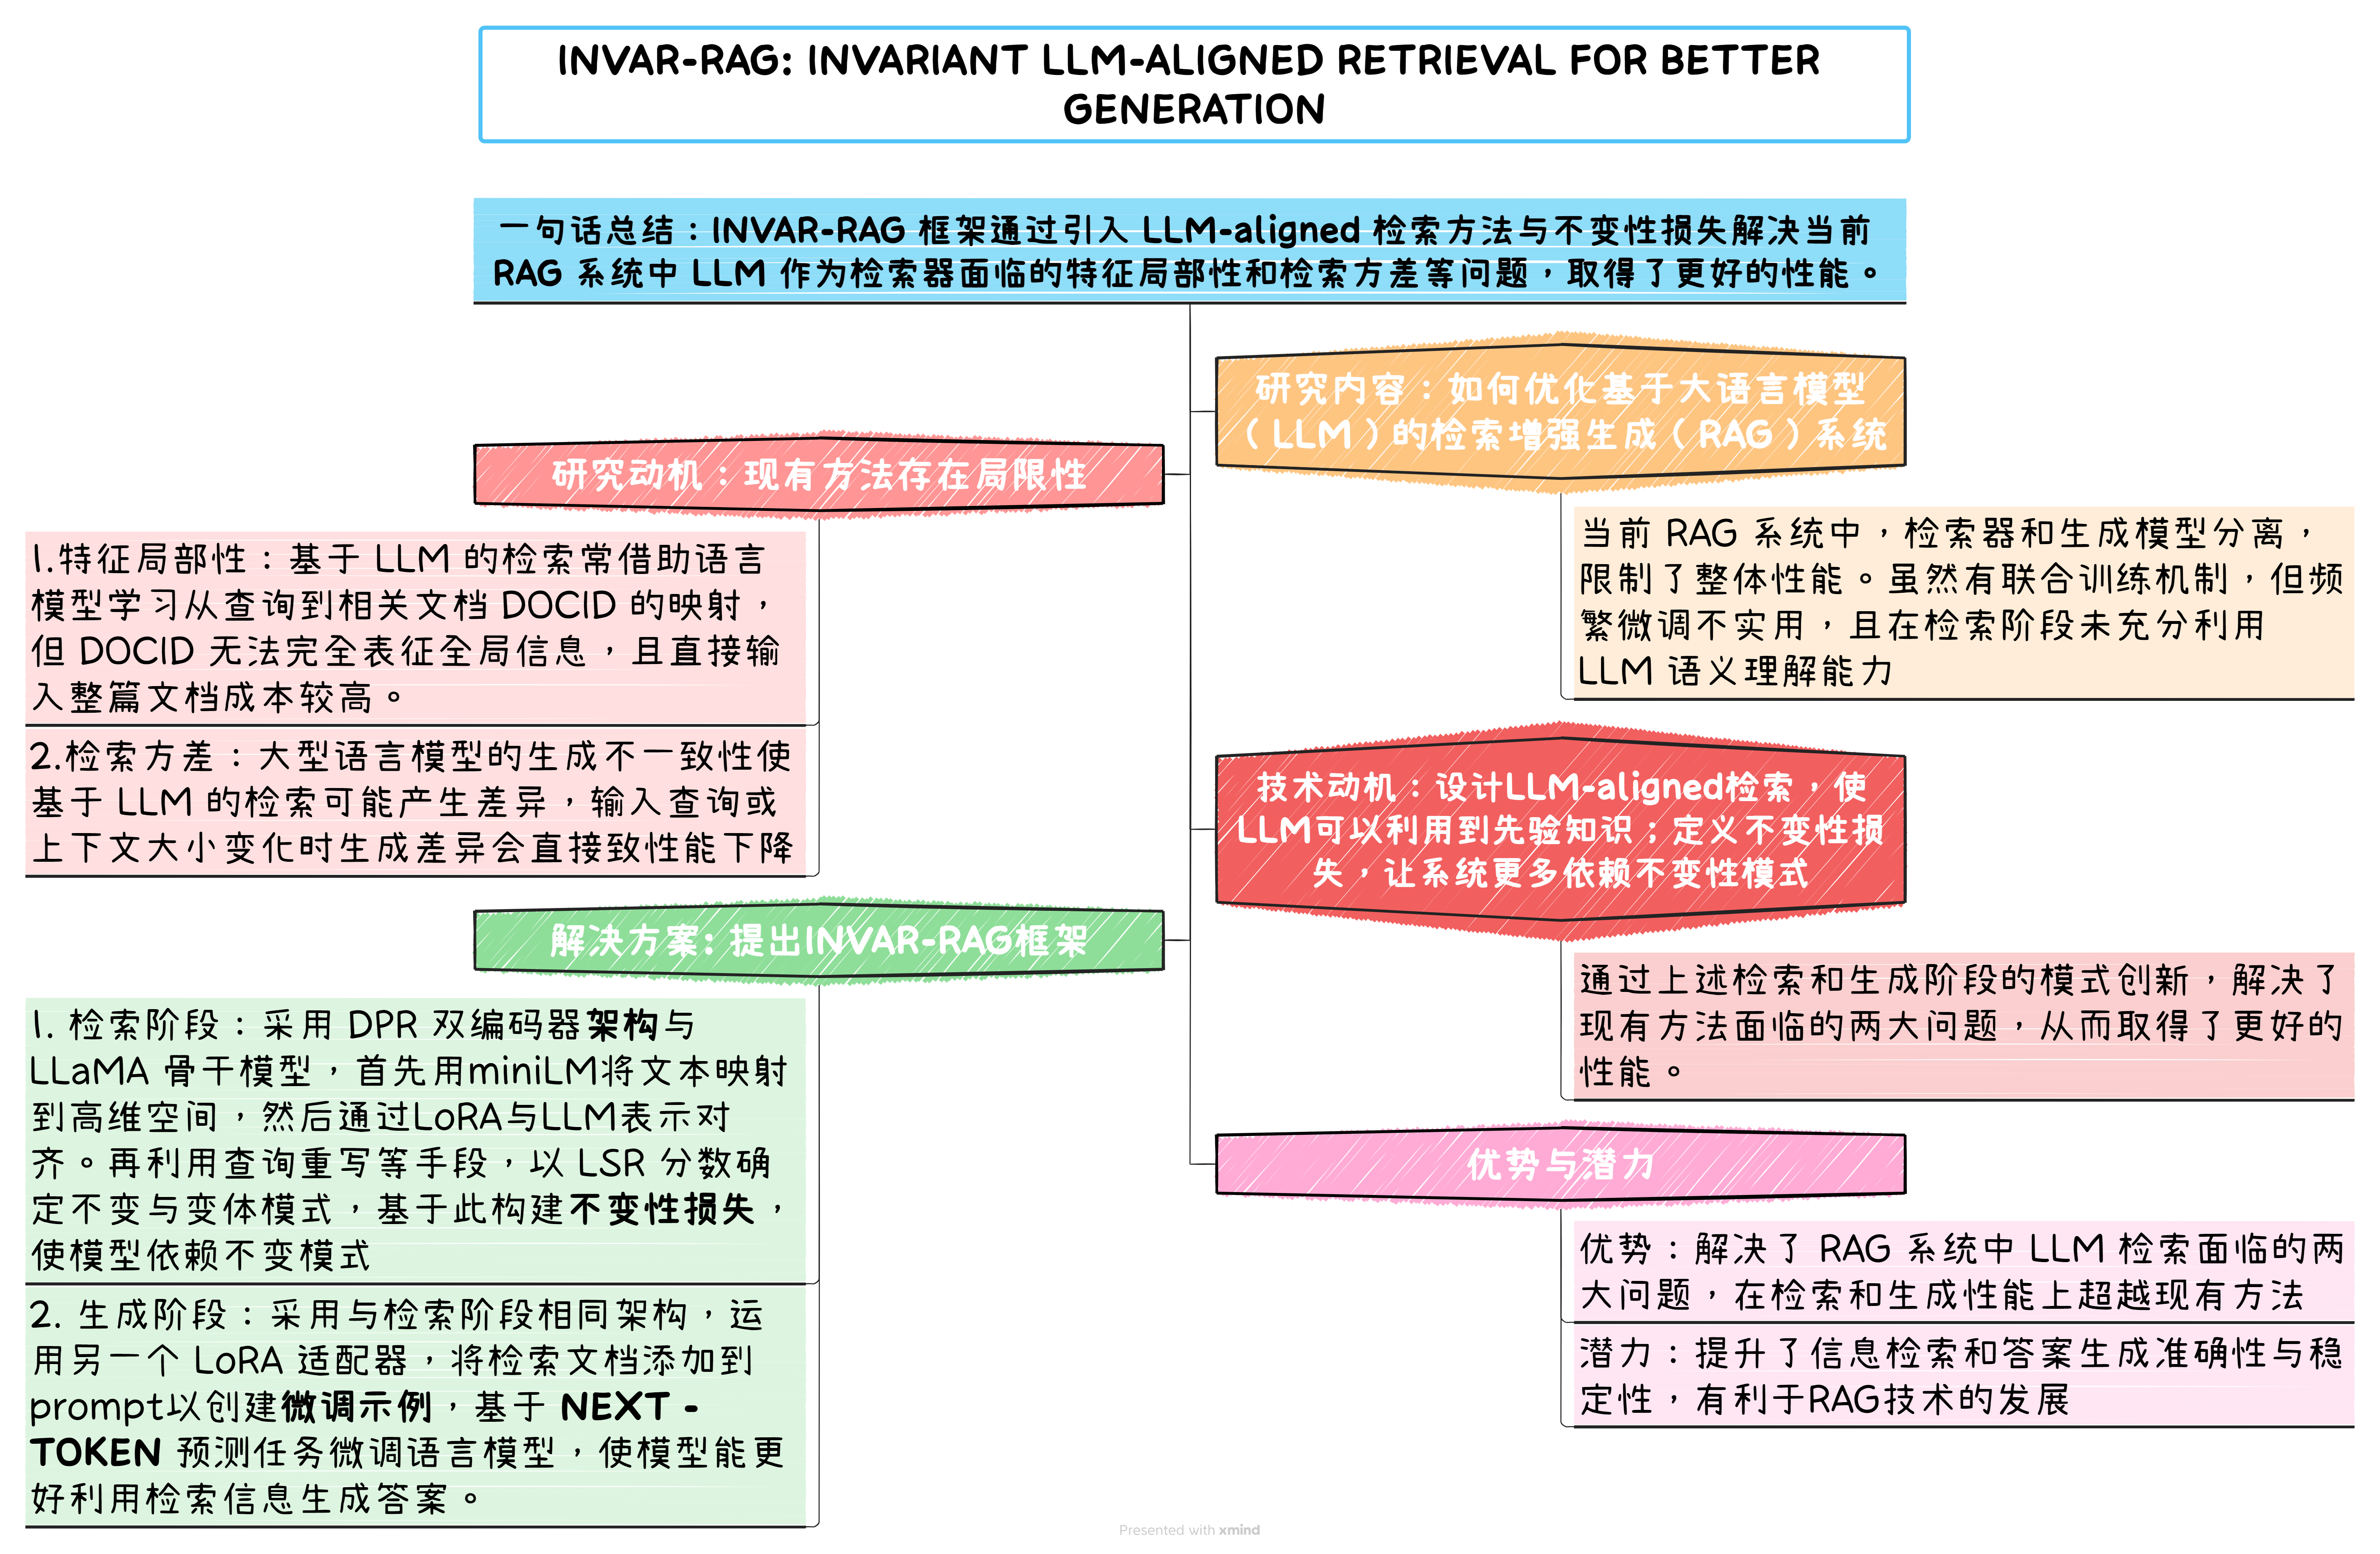 INVAR-RAG: INVARIANT LLM-ALIGNED RETRIEVAL FOR BETTER
GENERATION
一句话总结：INVAR-RAG 框架通过引入 LLM-aligned 检索方法与不变性损失解决当前
RAG 系统中 LLM 作为检索器面临的特征局部性和检索方差等问题，取得了更好的性能。
研究内容：如何优化基于大语言模型
（LLM）的检索增强生成（RAG）系统
当前 RAG 系统中，检索器和生成模型分离，
限制了整体性能。虽然有联合训练机制，但频
繁微调不实用，且在检索阶段未充分利用
LLM 语义理解能力
研究动机：现有方法存在局限性
1.特征局部性：基于 LLM 的检索常借助语言
模型学习从查询到相关文档 DOCID 的映射，
但 DOCID 无法完全表征全局信息，且直接输
入整篇文档成本较高。
2.检索方差：大型语言模型的生成不一致性使
基于 LLM 的检索可能产生差异，输入查询或
上下文大小变化时生成差异会直接致性能下降
技术动机：设计LLM-aligned检索，使
LLM可以利用到先验知识；定义不变性损
失，让系统更多依赖不变性模式
通过上述检索和生成阶段的模式创新，解决了
现有方法面临的两大问题，从而取得了更好的
性能。
解决方案: 提出INVAR-RAG框架
1. 检索阶段：采用 DPR 双编码器架构与
LLaMA 骨干模型，首先用miniLM将文本映射
到高维空间，然后通过LoRA与LLM表示对
齐。再利用查询重写等手段，以 LSR 分数确
定不变与变体模式，基于此构建不变性损失，
使模型依赖不变模式
2. 生成阶段：采用与检索阶段相同架构，运
用另一个 LoRA 适配器，将检索文档添加到
prompt以创建微调示例，基于 NEXT -
TOKEN 预测任务微调语言模型，使模型能更
好利用检索信息生成答案。
优势与潜力
优势：解决了 RAG 系统中 LLM 检索面临的两
大问题，在检索和生成性能上超越现有方法
潜力：提升了信息检索和答案生成准确性与稳
定性，有利于RAG技术的发展
Presented with xmind